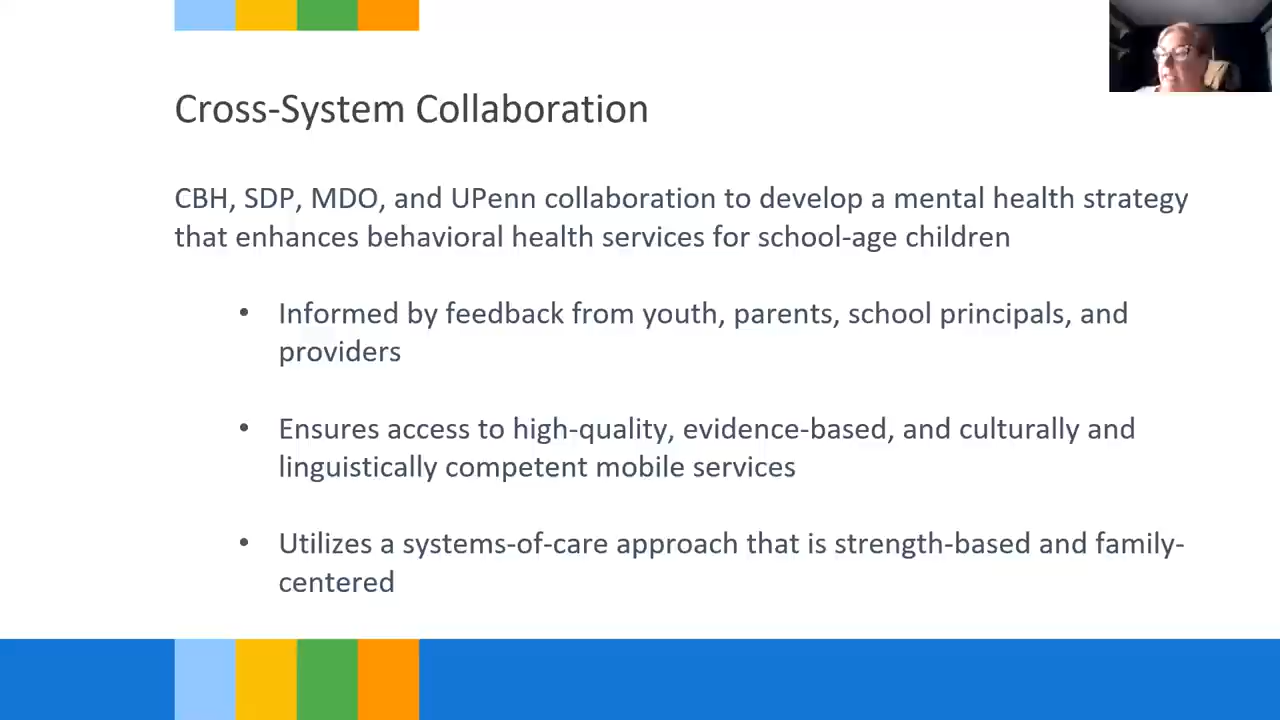 Cross-System Collaboration
CBH, SDP, MDO, and UPenn collaboration to develop a mental health strategy
that enhances behavioral health services for school-age children
• Informed by feedback from youth, parents, school principals, and
providers
• Ensures access to high-quality, evidence-based, and culturally and
linguistically competent mobile services
• Utilizes a systems-of-care approach that is strength-based and family-
centered